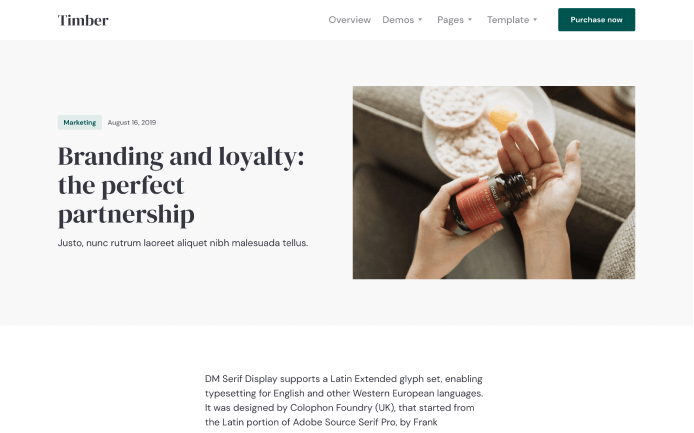 Timber
Overview Demos Pages Template Purchase now
Marketing August 16, 2019
Branding and loyalty:
the perfect
partnership
Justo, nunc rutrum laoreet aliquet nibh malesuada tellus.
DM Serif Display supports a Latin Extended glyph set, enabling
typesetting for English and other Western European languages.
It was designed by Colophon Foundry (UK), that started from
the Latin portion of Adobe Source Serif Pro, by Frank